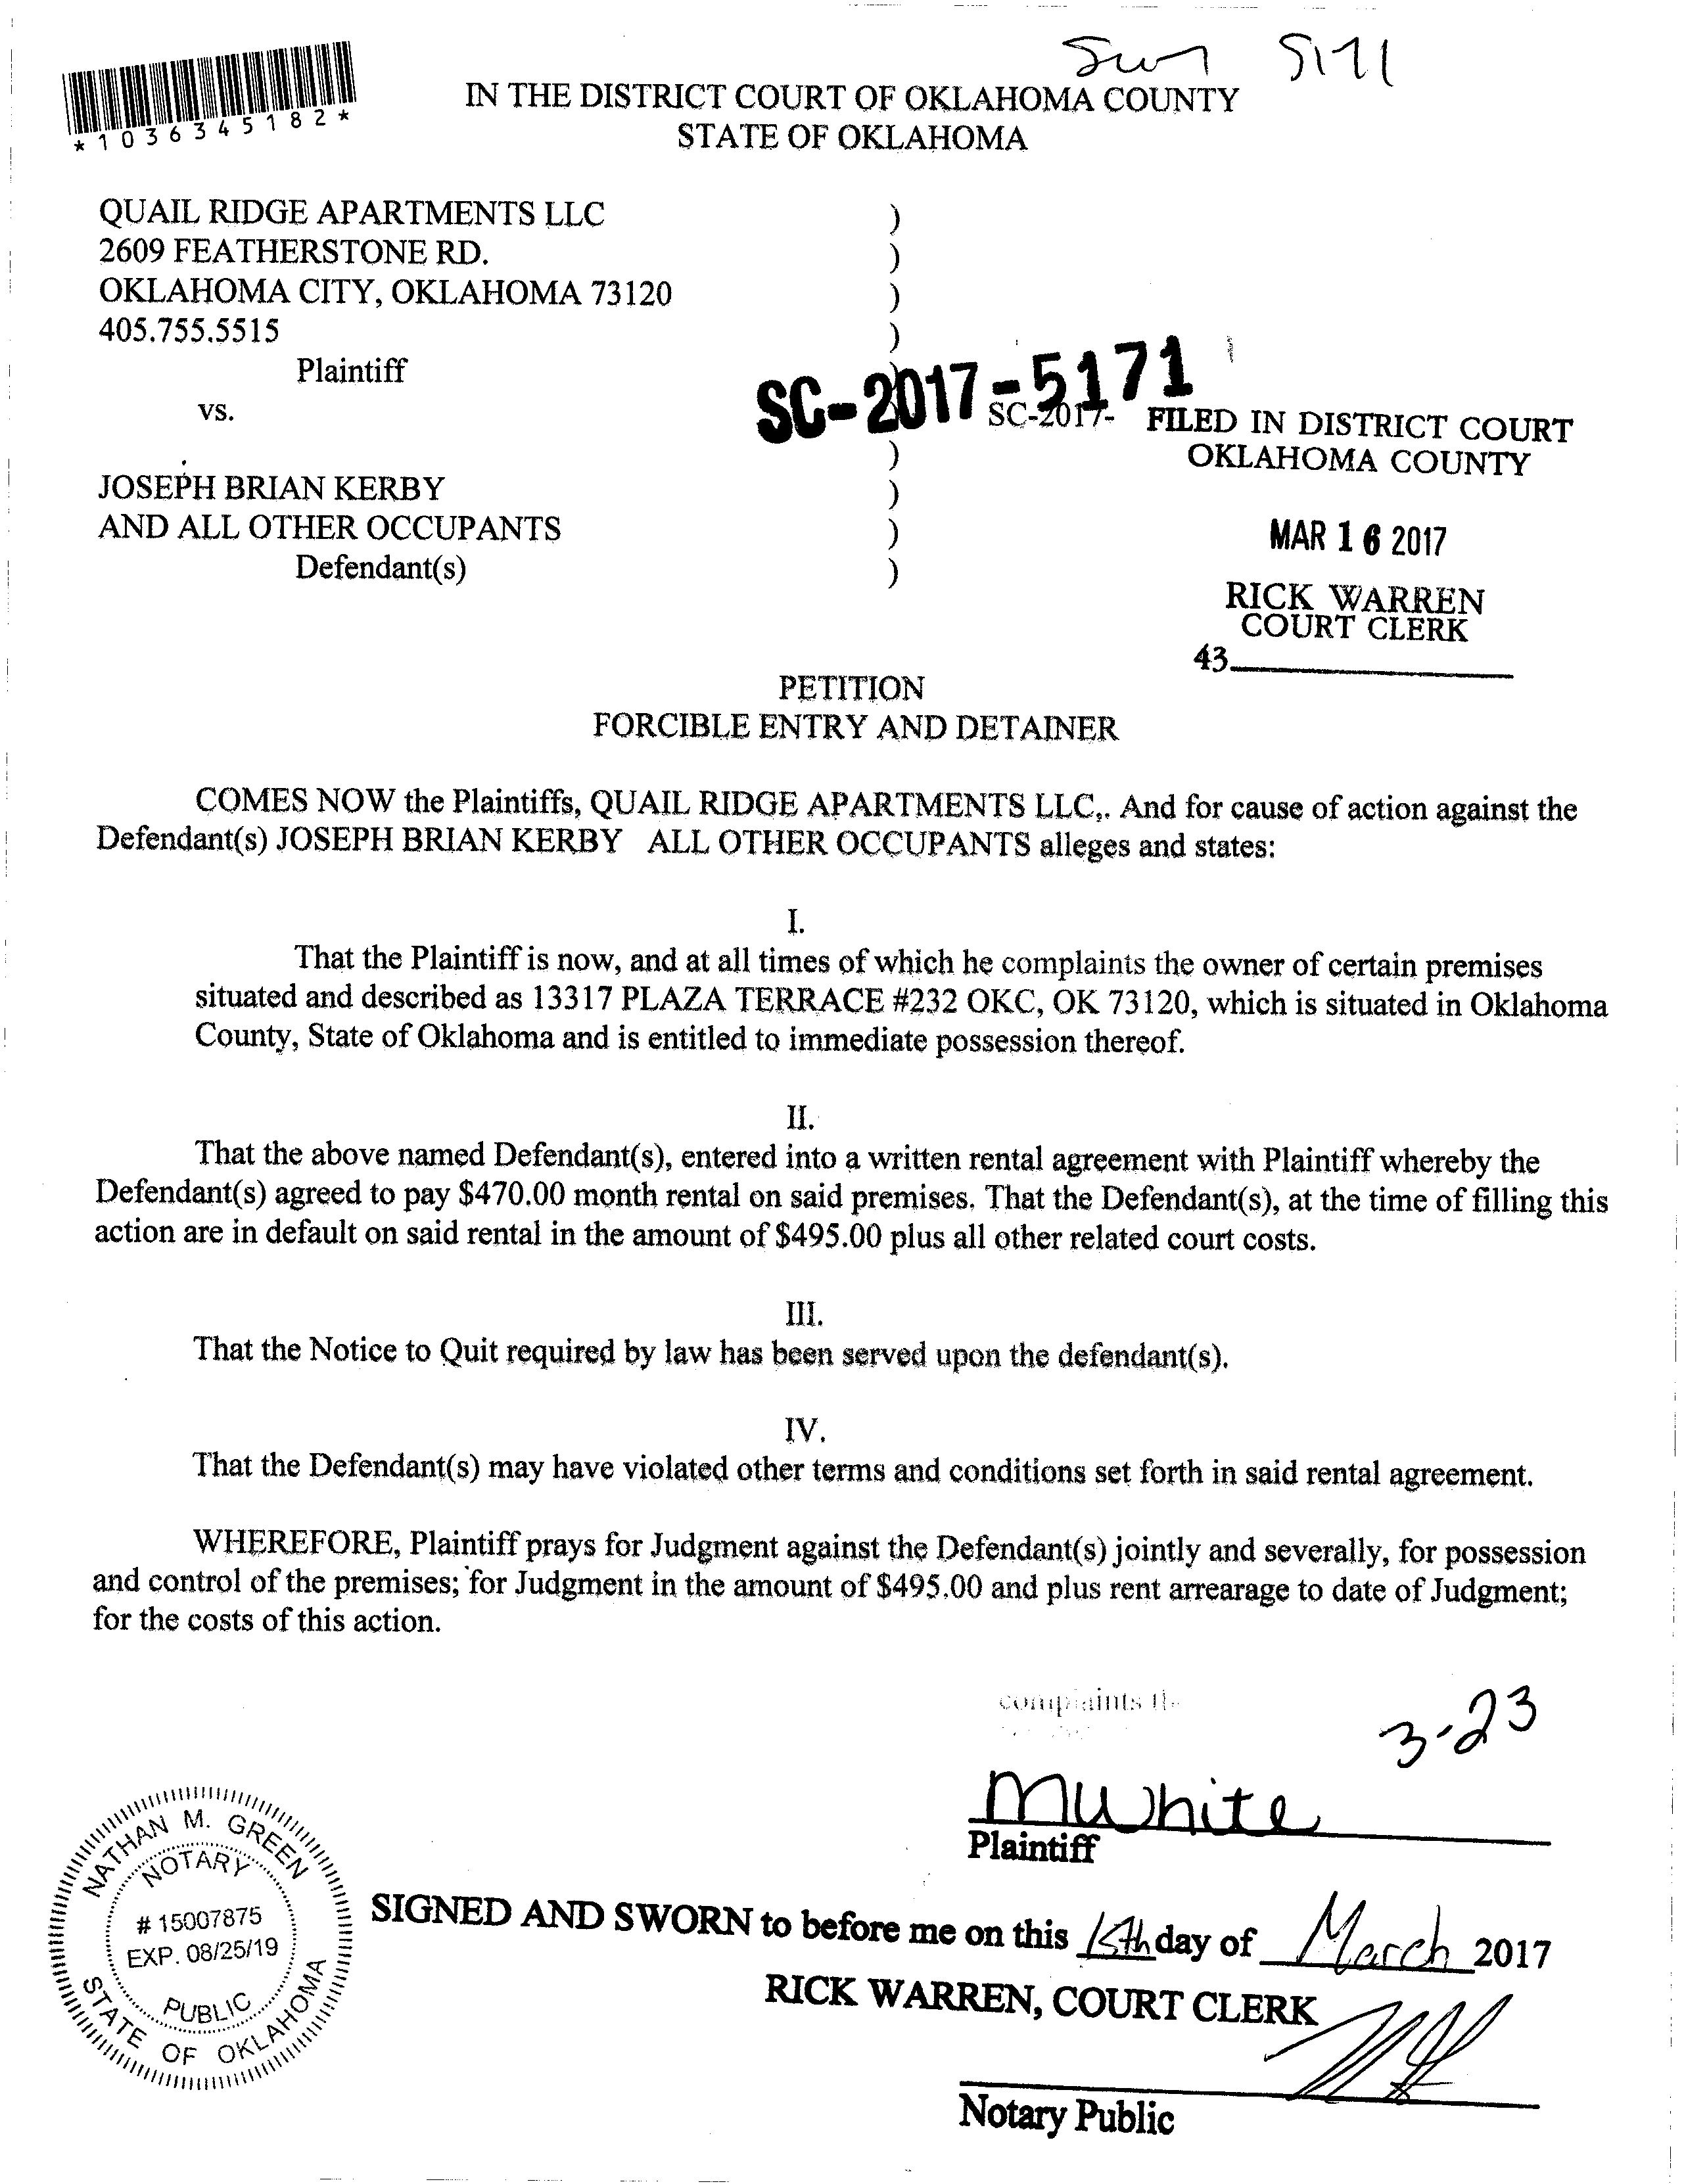 5171
*1036345182*
IN THE DISTRICT COURT OF OKLAHOMA COUNTY
STATE OF OKLAHOMA
QUAIL RIDGE APARTMENTS LLC )
2609 FEATHERSTONE RD. )
OKLAHOMA CITY, OKLAHOMA 73120 )
405.755.5515 )
Plaintiff
SC-2017-5171
vs. SC-2017-
FILED IN DISTRICT COURT
OKLAHOMA COUNTY
)
JOSEPH BRIAN KERBY )
AND ALL OTHER OCCUPANTS )
Defendant(s) )
MAR 16 2017
RICK WARREN
COURT CLERK
43
PETITION
FORCIBLE ENTRY AND DETAINER
COMES NOW the Plaintiffs, QUAIL RIDGE APARTMENTS LLC,. And for cause of action against the
Defendant(s) JOSEPH BRIAN KERBY ALL OTHER OCCUPANTS alleges and states:
I.
That the Plaintiff is now, and at all times of which he complaints the owner of certain premises
situated and described as 13317 PLAZA TERRACE #232 OKC, OK 73120, which is situated in Oklahoma
County, State of Oklahoma and is entitled to immediate possession thereof.
II.
That the above named Defendant(s), entered into a written rental agreement with Plaintiff whereby the
Defendant(s) agreed to pay $470.00 month rental on said premises. That the Defendant(s), at the time of filling this
action are in default on said rental in the amount of $495.00 plus all other related court costs.
III.
That the Notice to Quit required by law has been served upon the defendant(s).
IV.
That the Defendant(s) may have violated other terms and conditions set forth in said rental agreement.
WHEREFORE, Plaintiff prays for Judgment against the Defendant(s) jointly and severally, for possession
and control of the premises; for Judgment in the amount of $495.00 and plus rent arrearage to date of Judgment;
for the costs of this action.
complaints
3-23
MWhite
Plaintiff
NATHAN M. GREEN
NOTARY
# 15007875
EXP. 08/25/19
PUBLIC
STATE OF OKLAHOMA
SIGNED AND SWORN to before me on this 15th day of March 2017
RICK WARREN, COURT CLERK
Notary Public